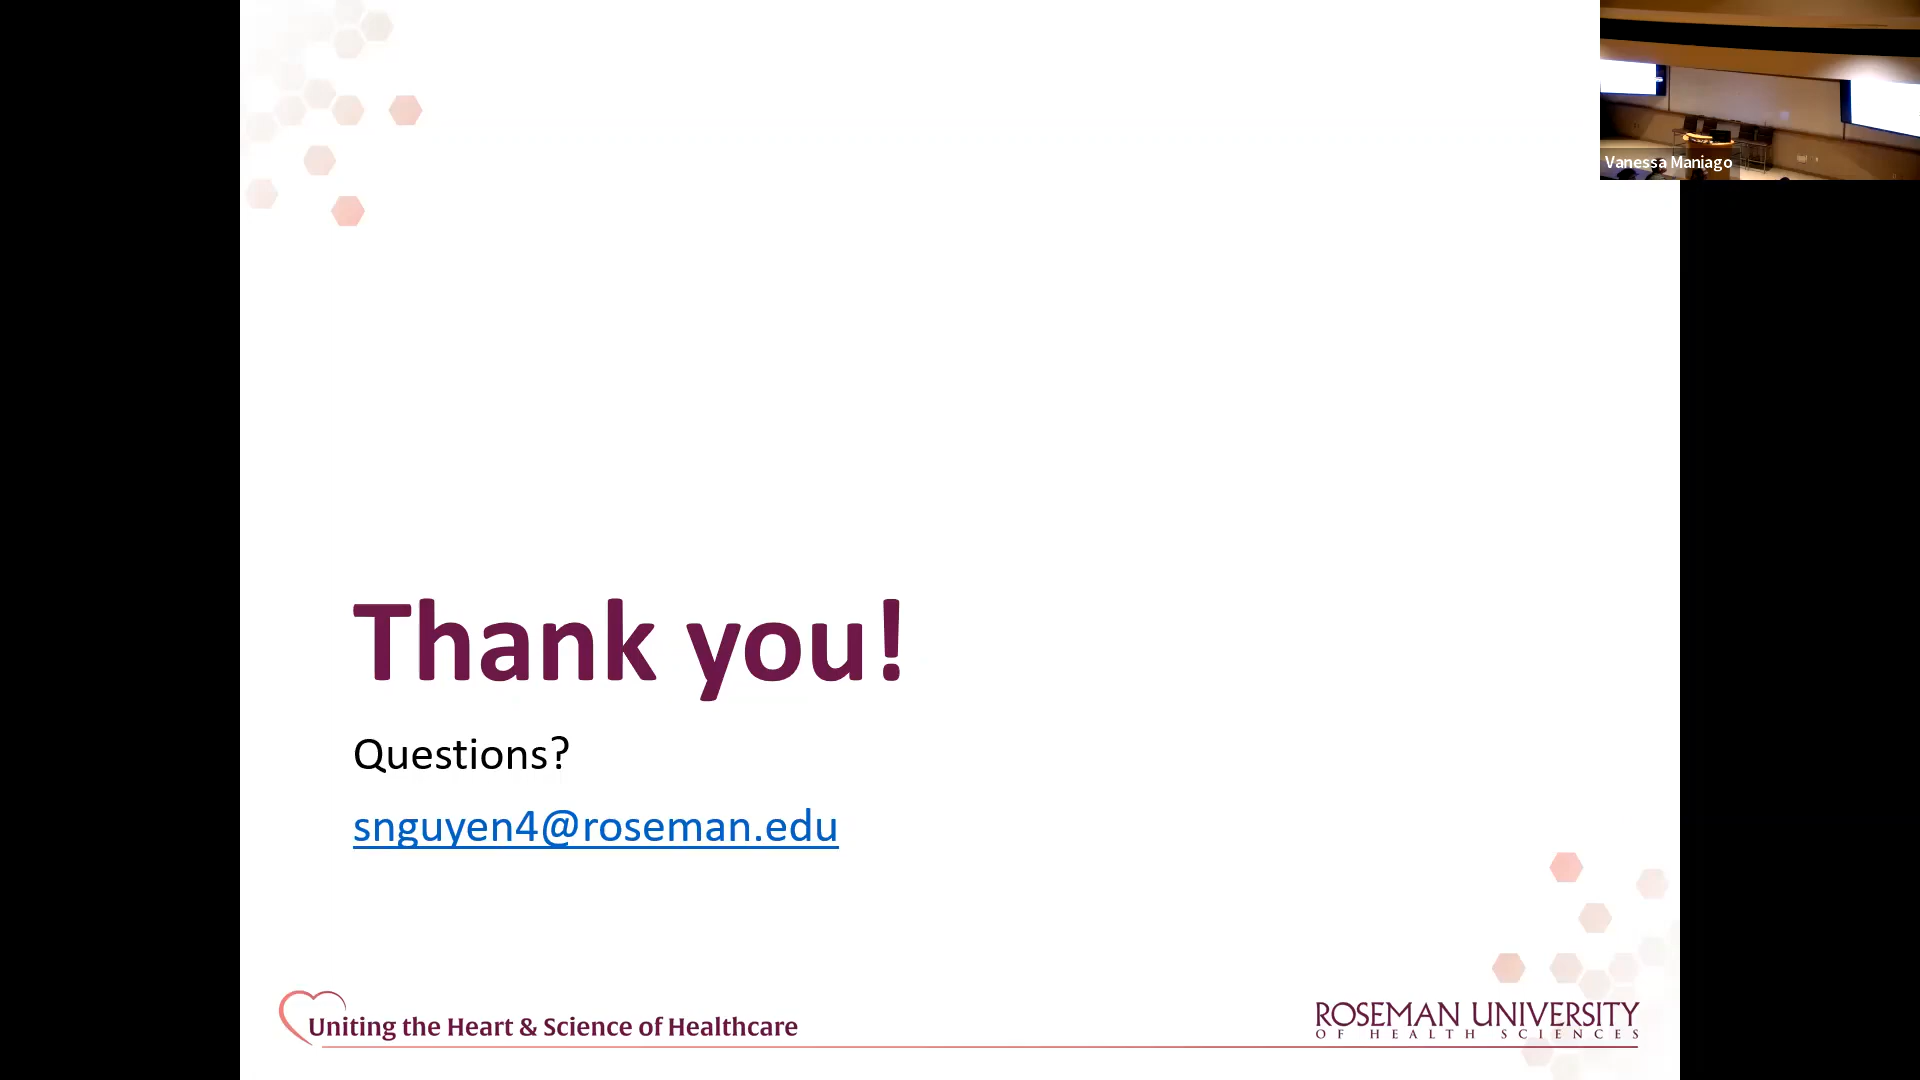 Vanessa Maniago
Thank you!
Questions?
snguyen4@roseman.edu
Uniting the Heart & Science of Healthcare
ROSEMAN UNIVERSITY
OF HEALTH SCIENCES